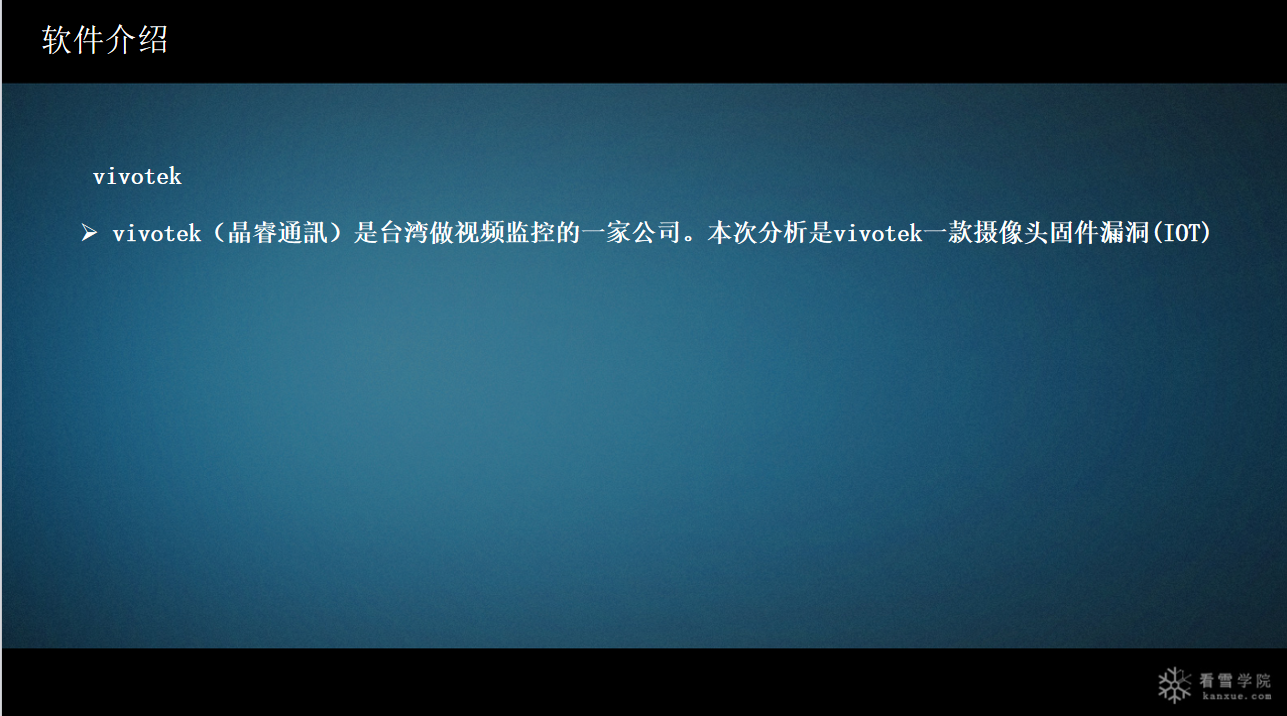 软件介绍
vivotek
➢ vivotek（晶睿通訊）是台湾做视频监控的一家公司。本次分析是vivotek一款摄像头固件漏洞(IOT)
看雪学院
kanxue.com